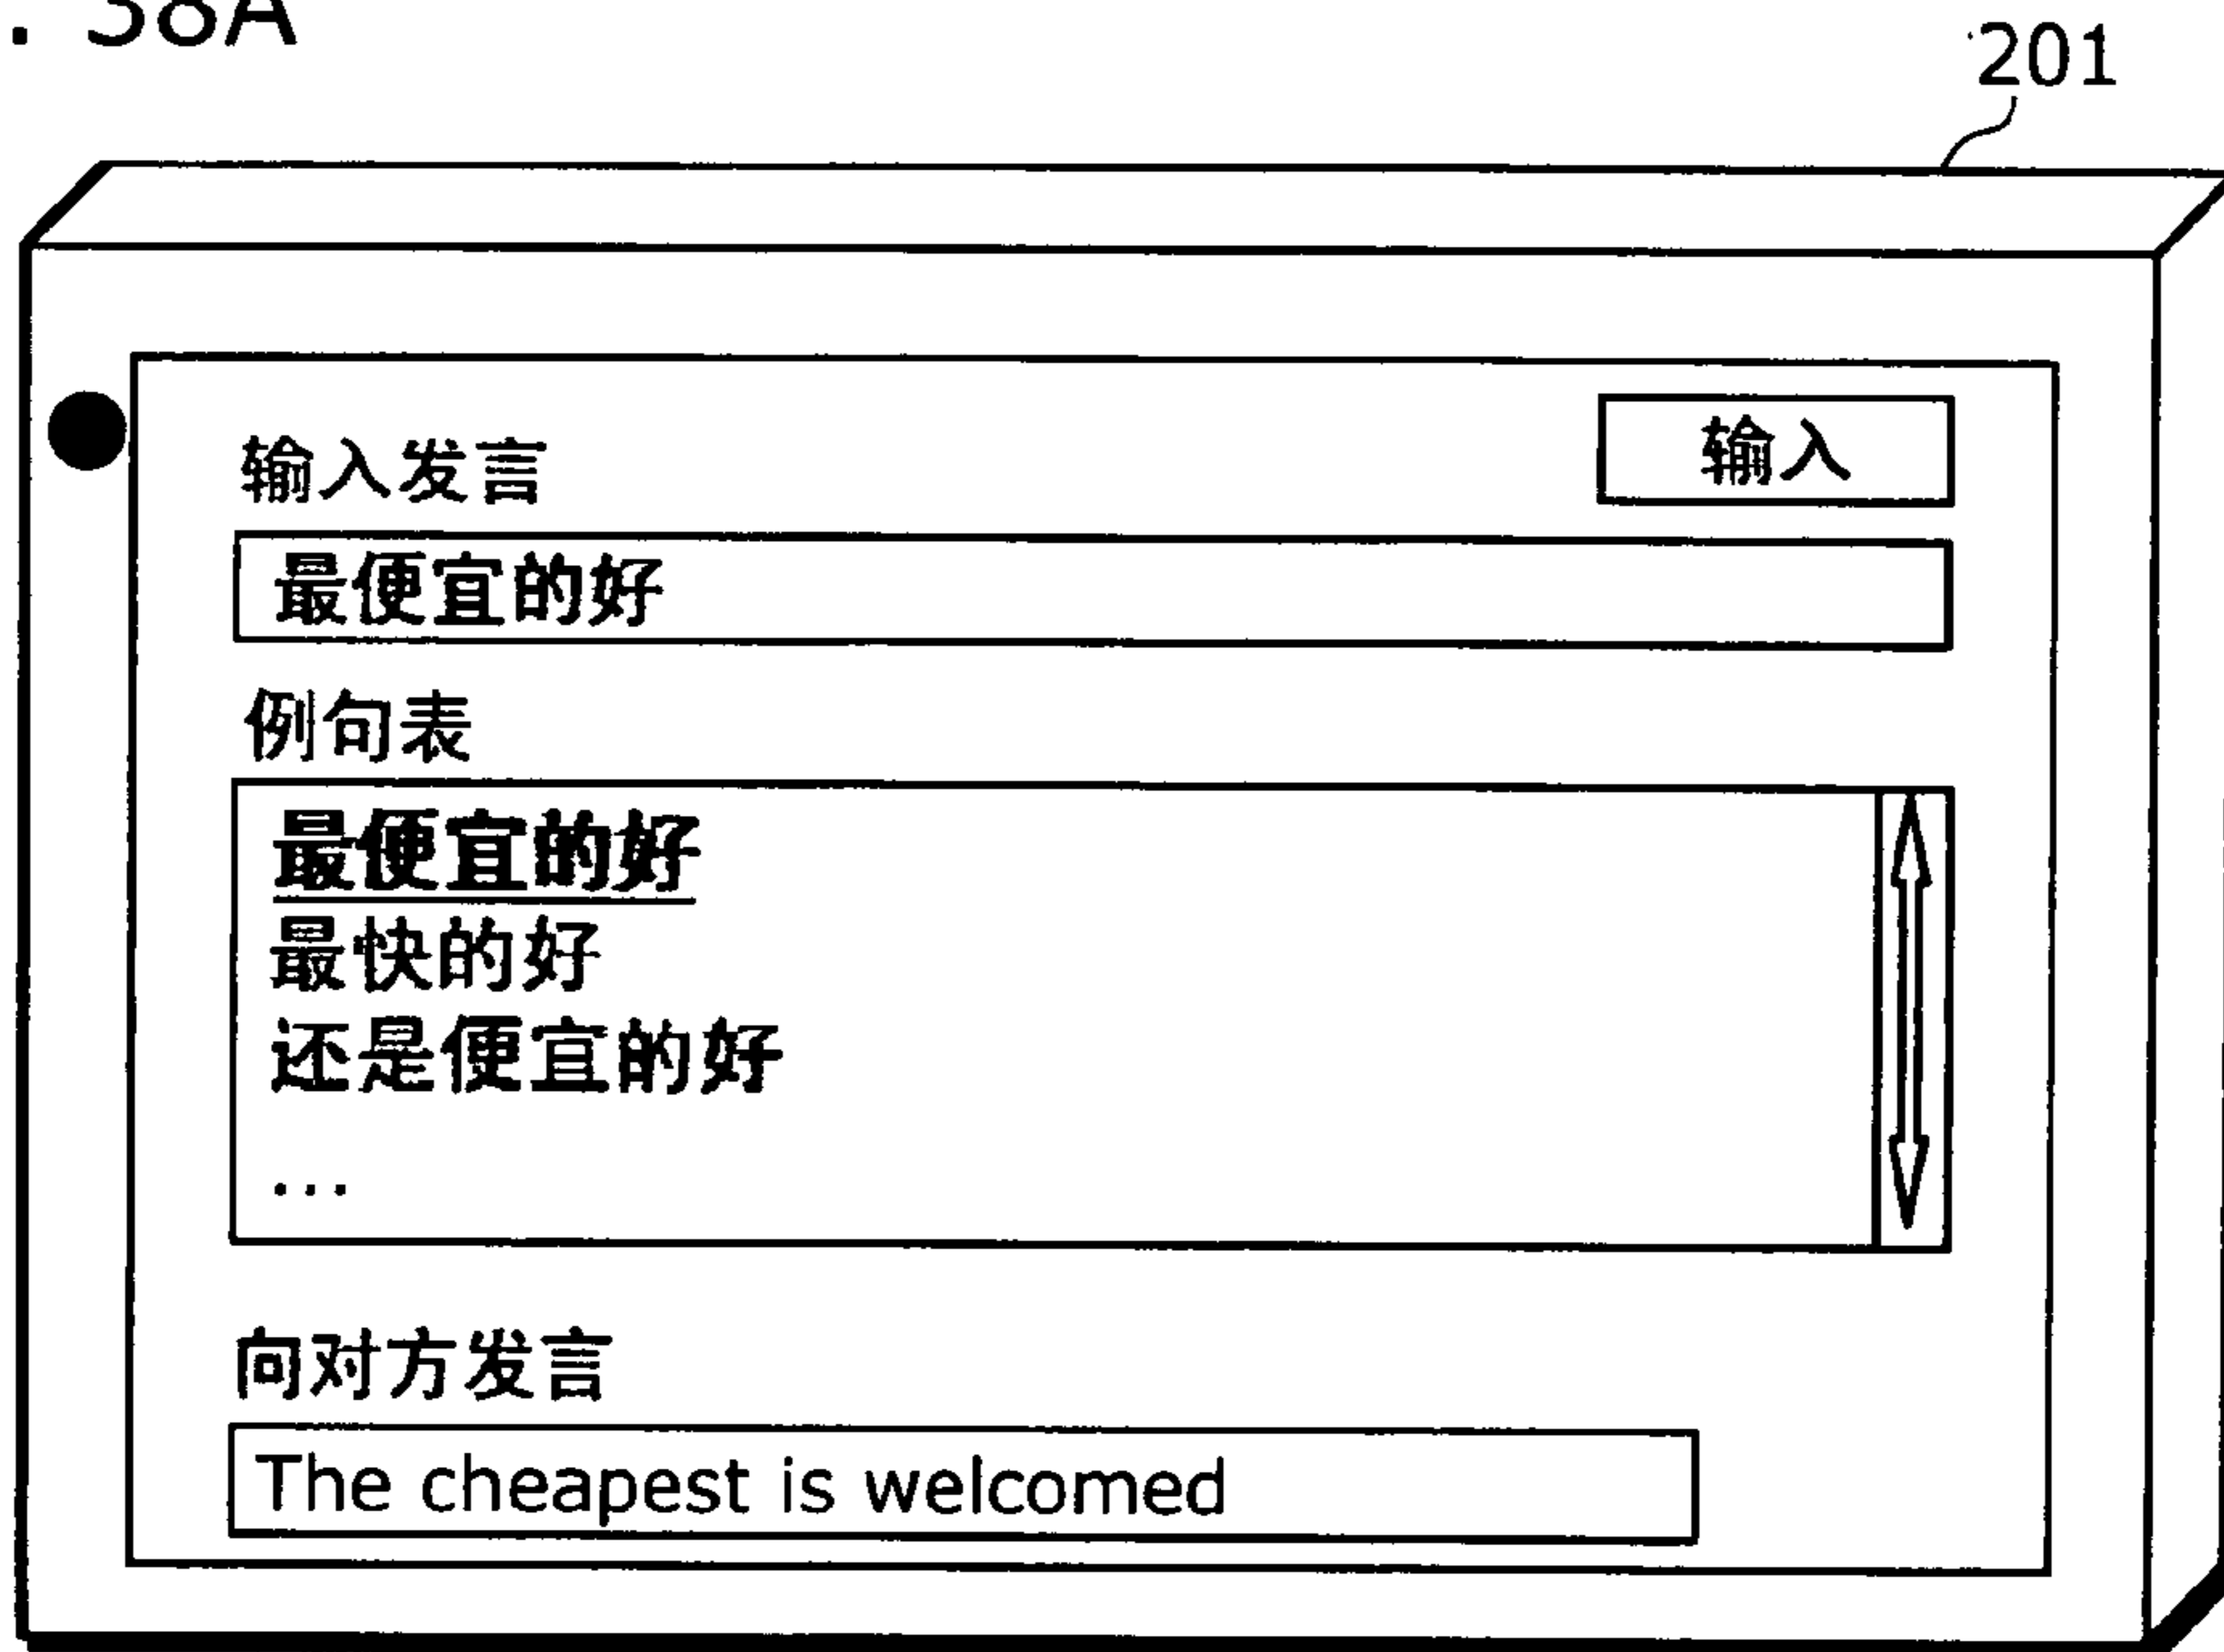 . 38A
201
输入发言
输入
最便宜的好
例句表
最便宜的好
最快的好
还是便宜的好
...
向对方发言
The cheapest is welcomed